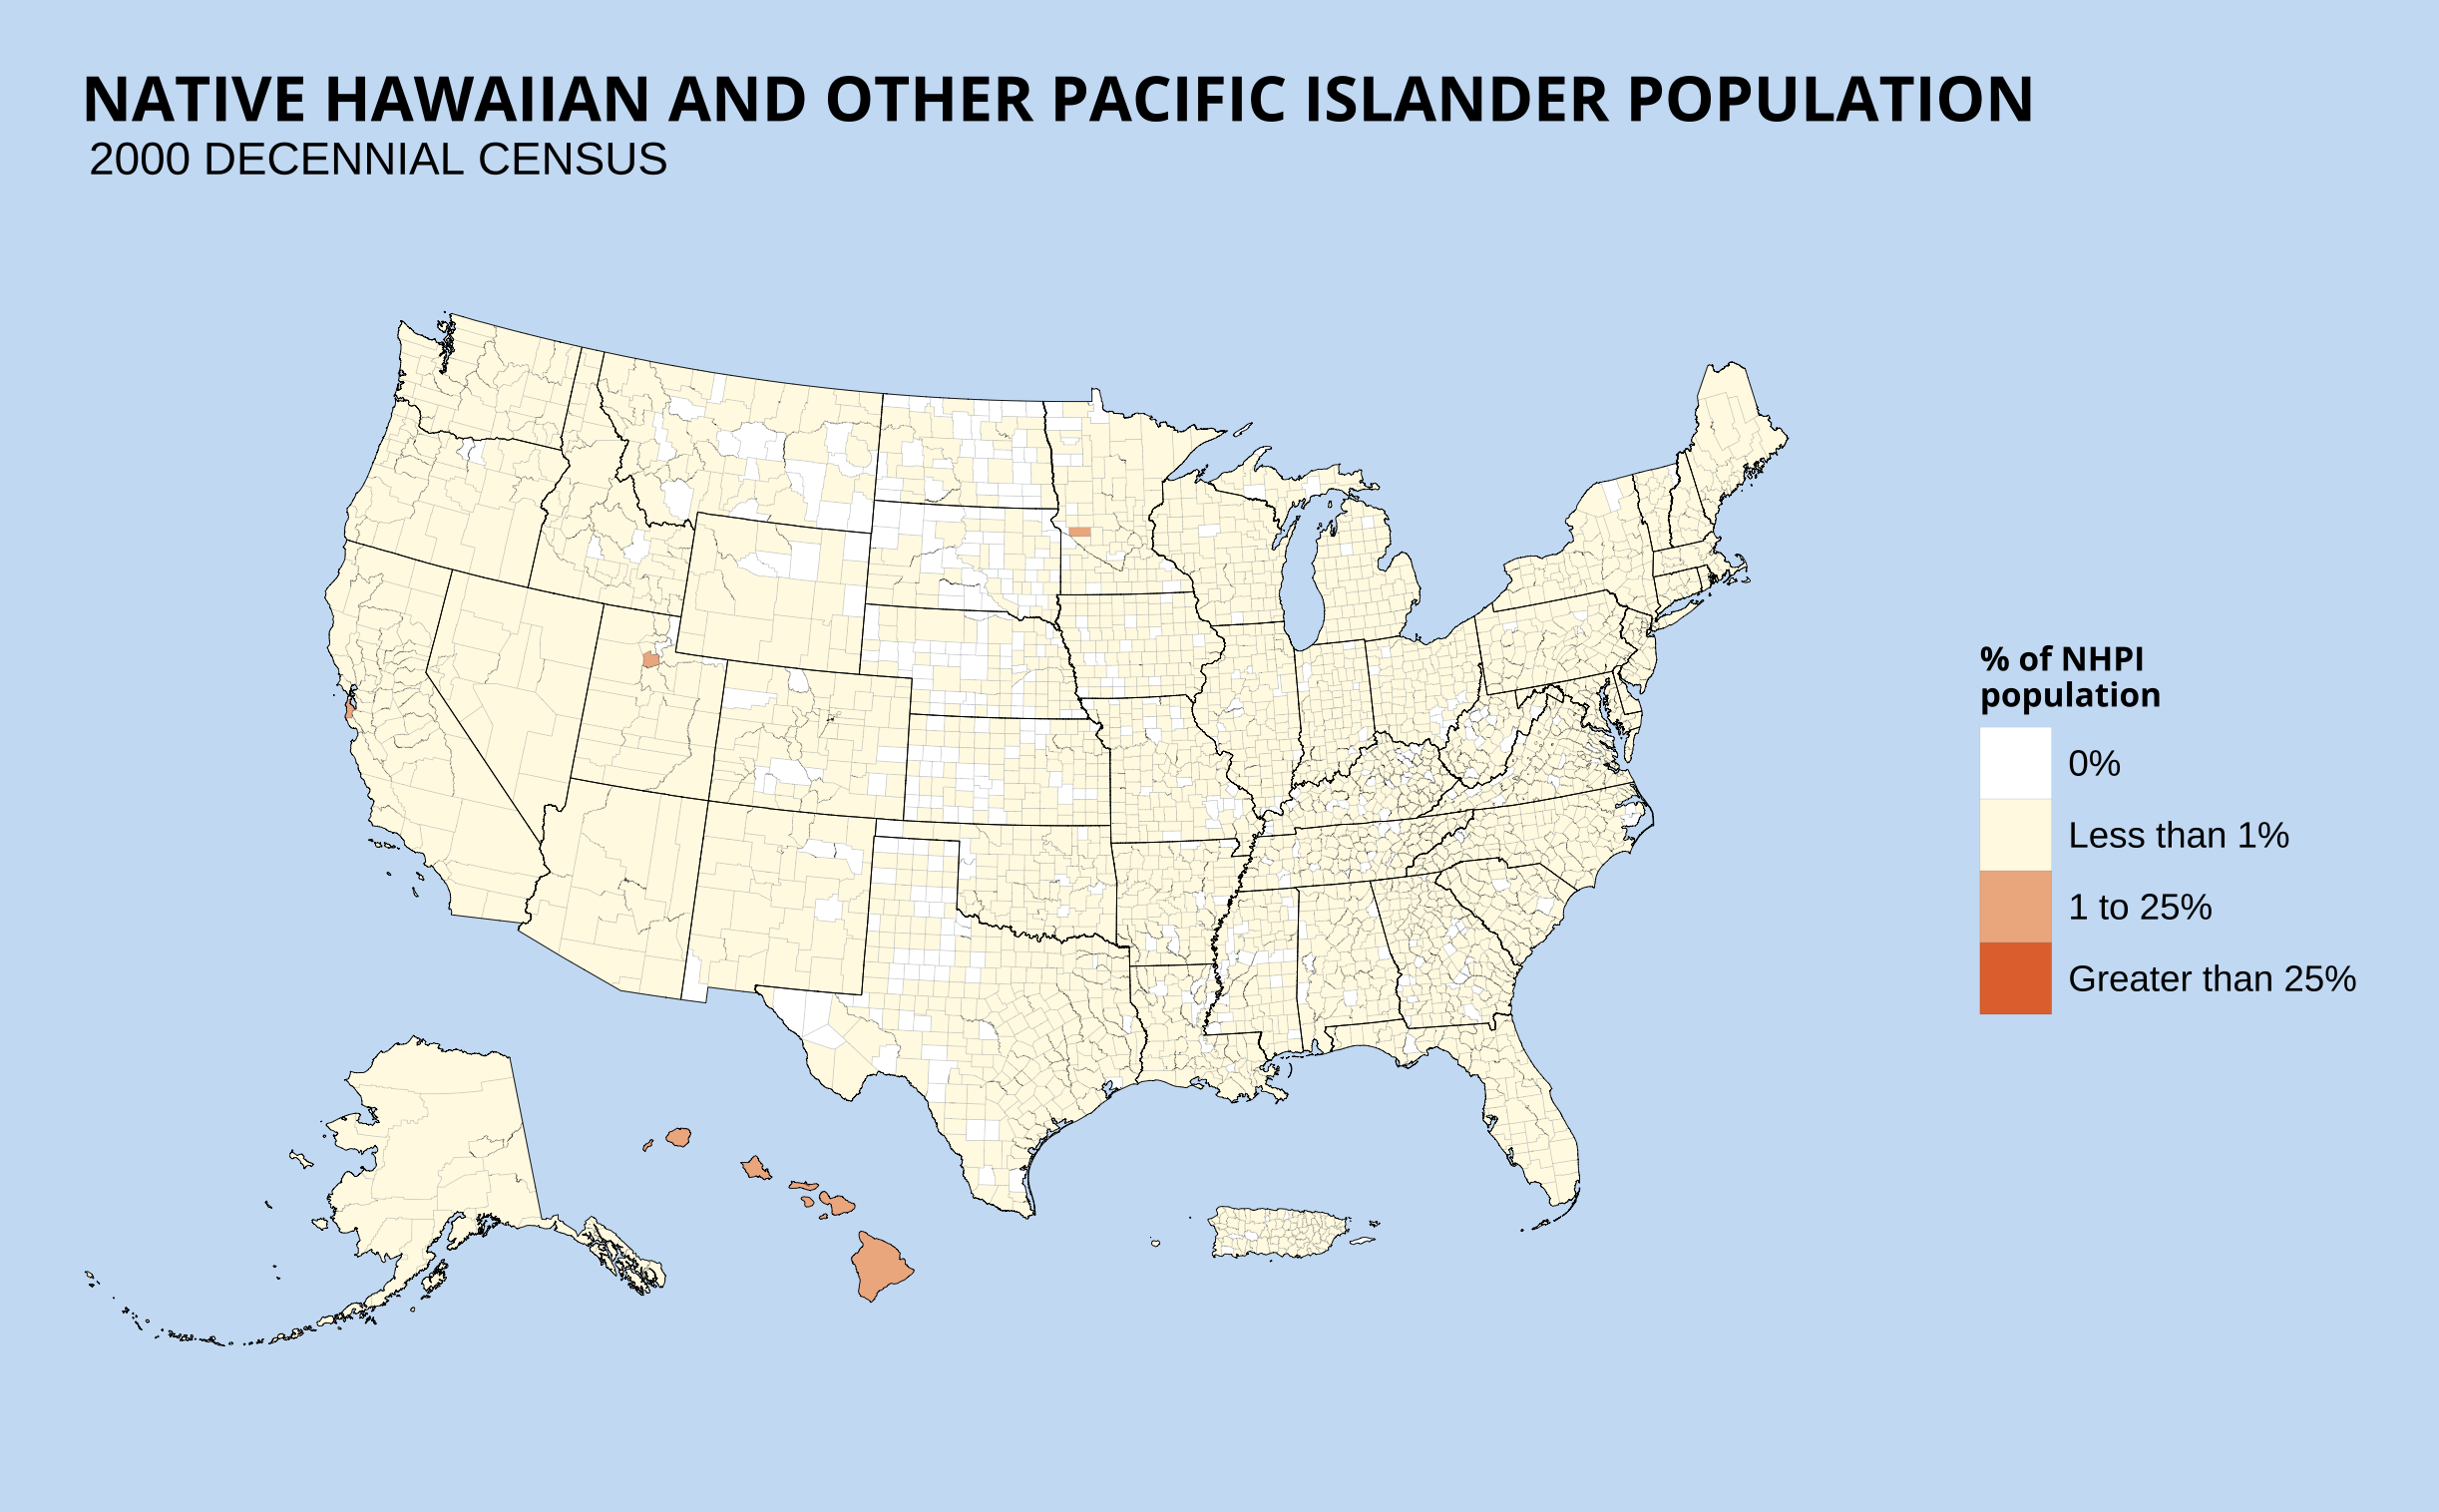 NATIVE HAWAIIAN AND OTHER PACIFIC ISLANDER POPULATION
2000 DECENNIAL CENSUS
% of NHPI
population
0%
Less than 1%
1 to 25%
Greater than 25%